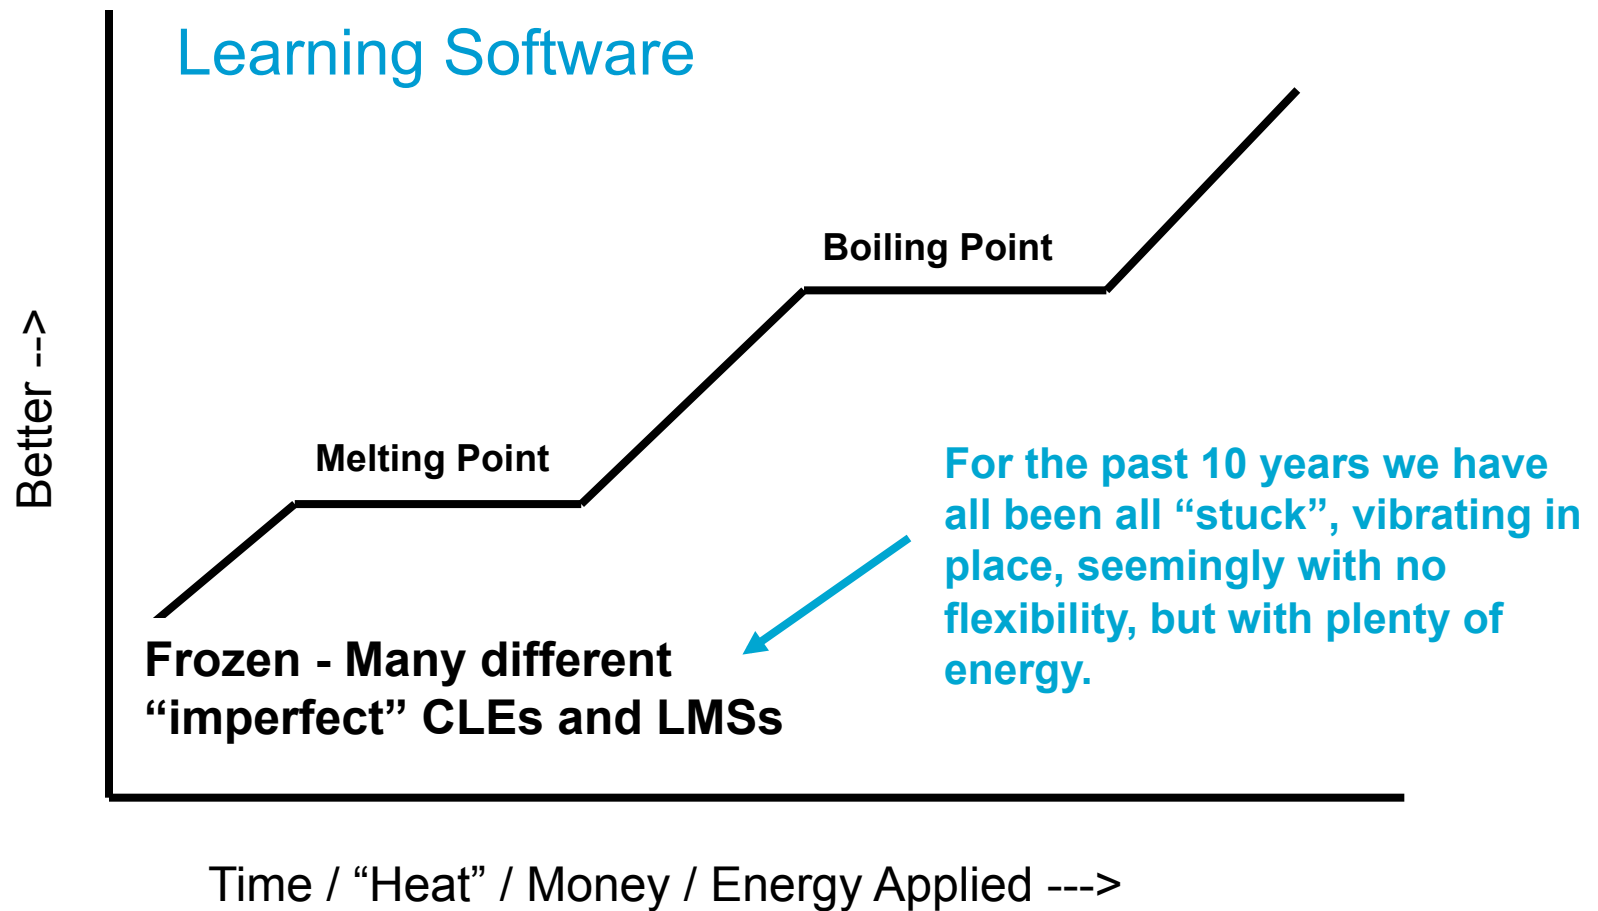 Learning Software
Boiling Point
Better -->
Melting Point
For the past 10 years we have
all been all “stuck”, vibrating in
place, seemingly with no
flexibility, but with plenty of
energy.
Frozen - Many different
“imperfect” CLEs and LMSs
Time / “Heat” / Money / Energy Applied --->